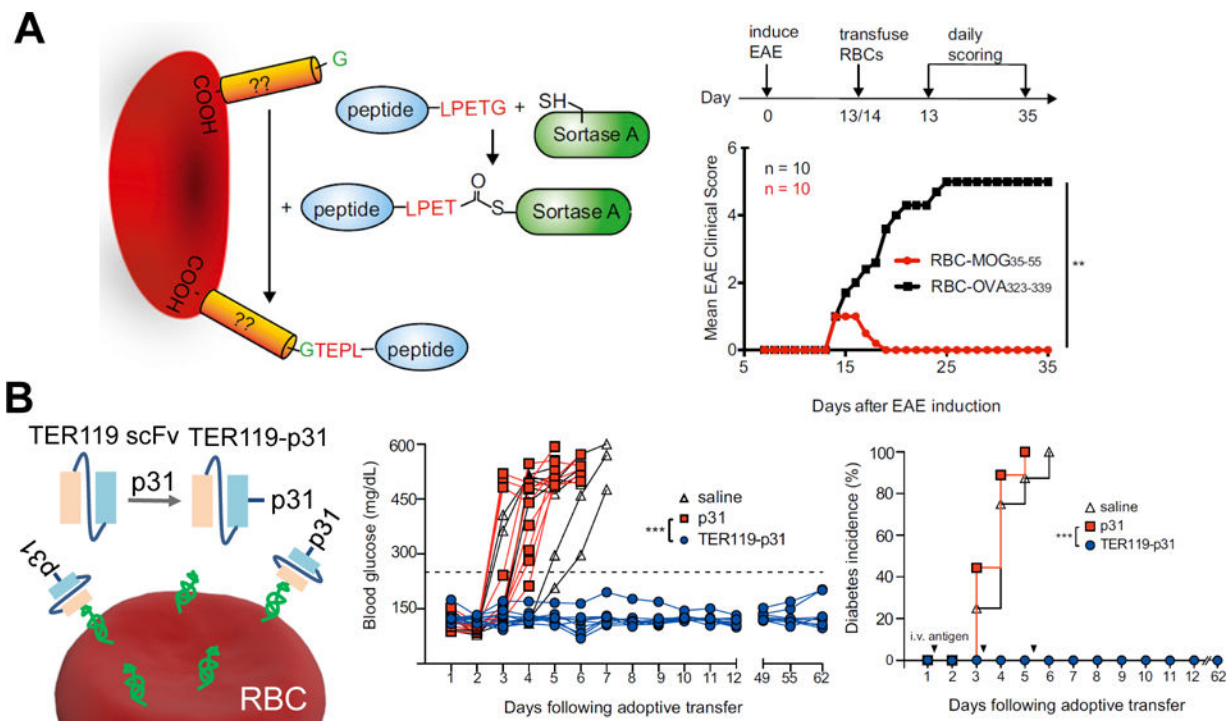 A
G
??
COOH
peptide
LPETG
+
SH
Sortase A
+
peptide
LPET
O
S
Sortase A
COOH
??
GTEPL
peptide
induce EAE
transfuse RBCs
daily scoring
Day
0
13/14
13
35
Mean EAE Clinical Score
6
4
2
0
n = 10
n = 10
RBC-MOG35-55
RBC-OVA323-339
**
5
15
25
35
Days after EAE induction
B
TER119 scFv
TER119-p31
p31
p31
p31
p31
RBC
Blood glucose (mg/dL)
600
450
300
150
saline
p31
TER119-p31
***
1 2 3 4 5 6 7 8 9 10 11 12 49 55 62
Days following adoptive transfer
Diabetes incidence (%)
100
80
60
40
20
0
i.v. antigen
saline
p31
TER119-p31
***
1 2 3 4 5 6 7 8 9 10 11 12 // 62
Days following adoptive transfer